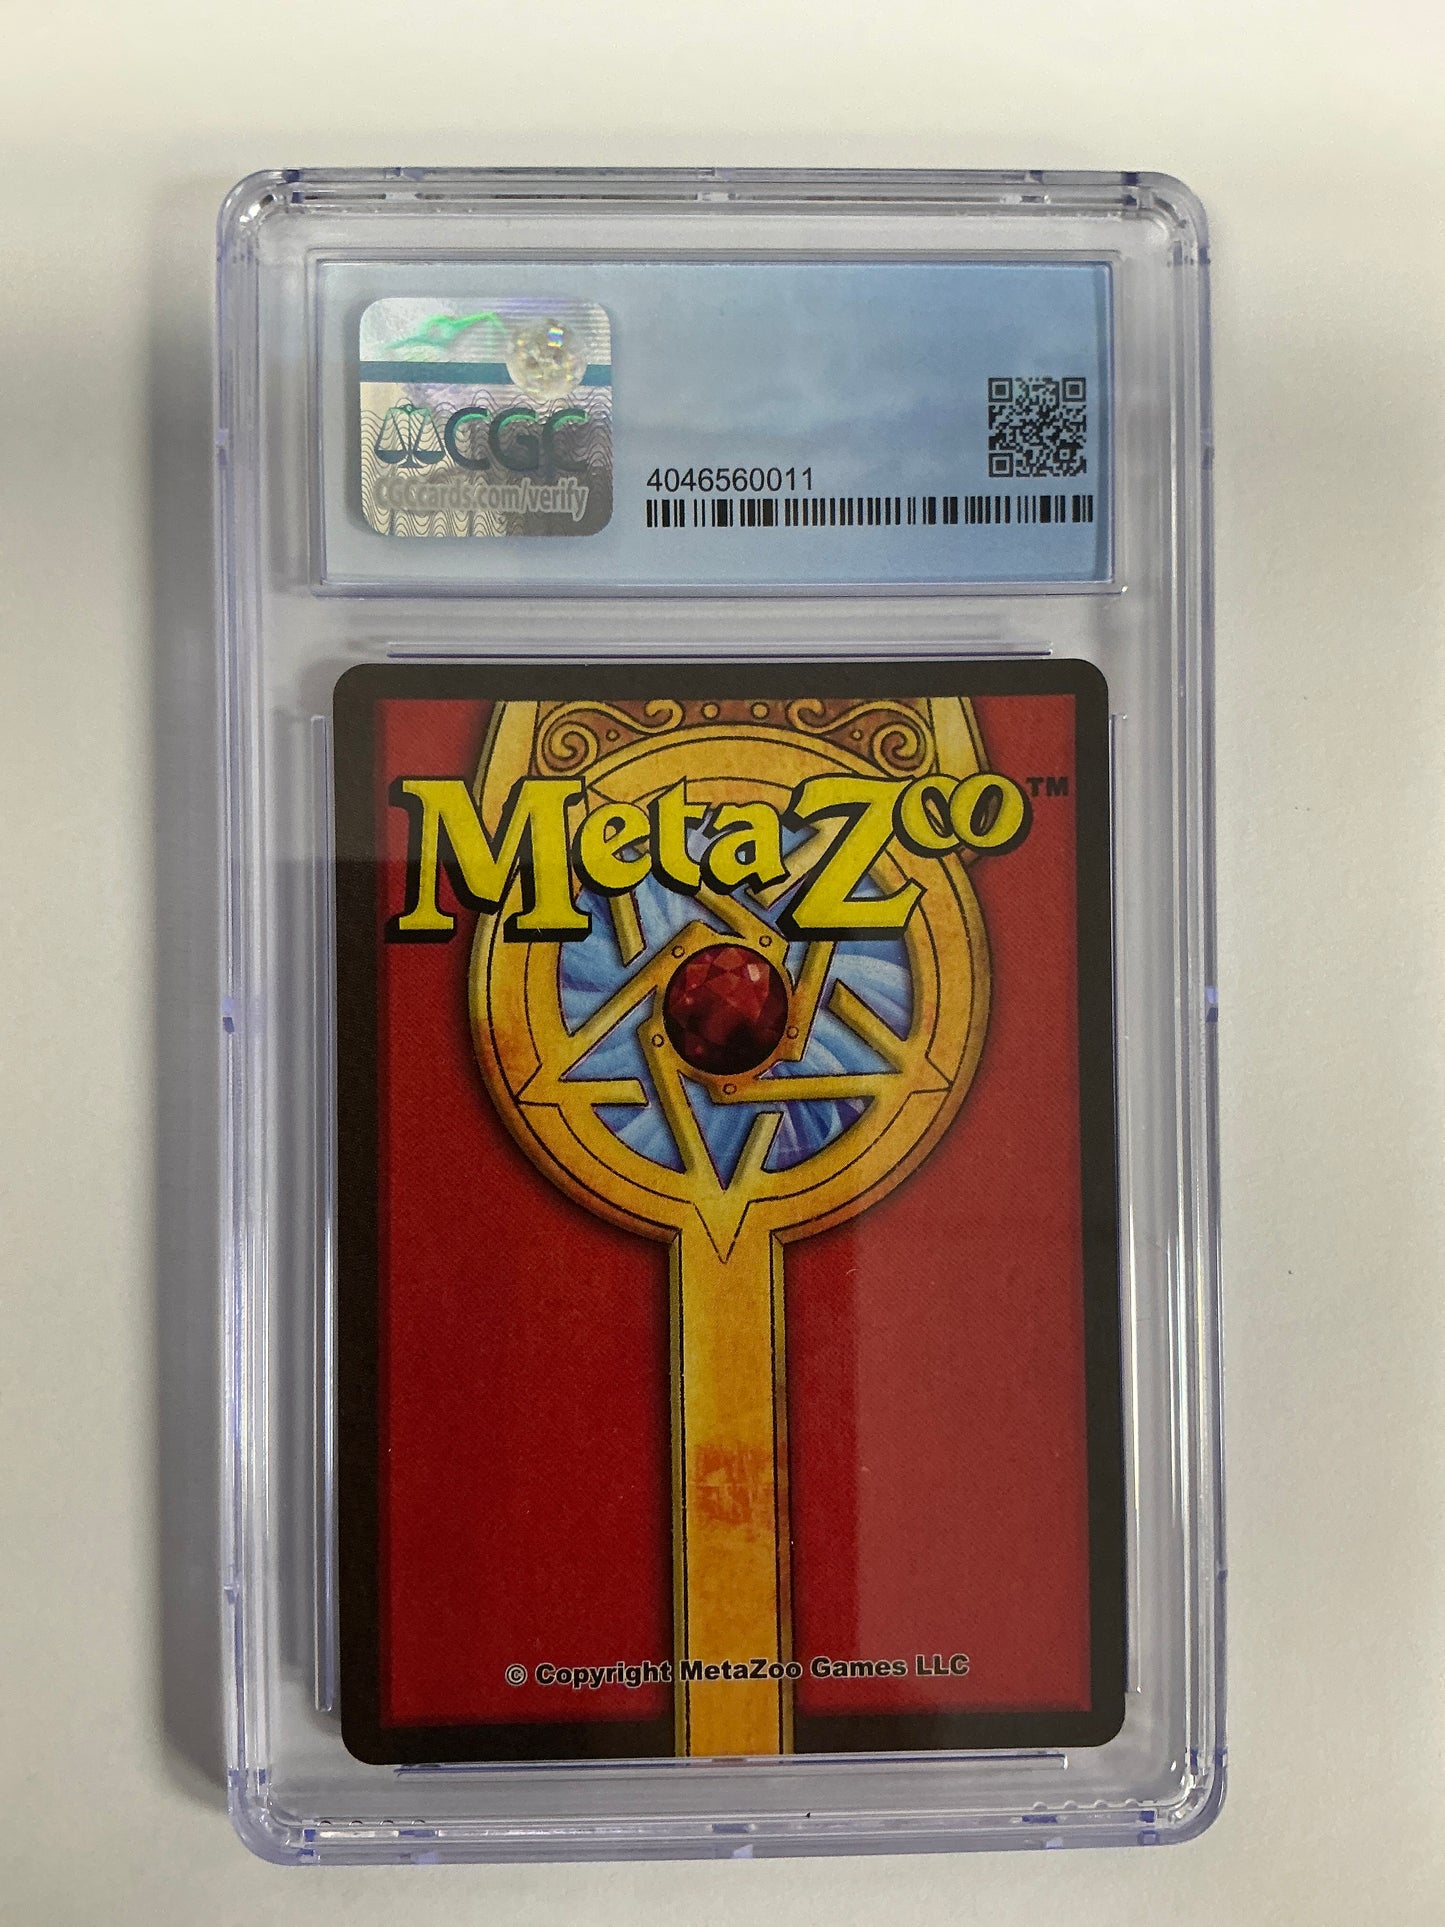 CGC
CGCcards.com/verify
4046560011
MetaZoo™
© Copyright MetaZoo Games LLC